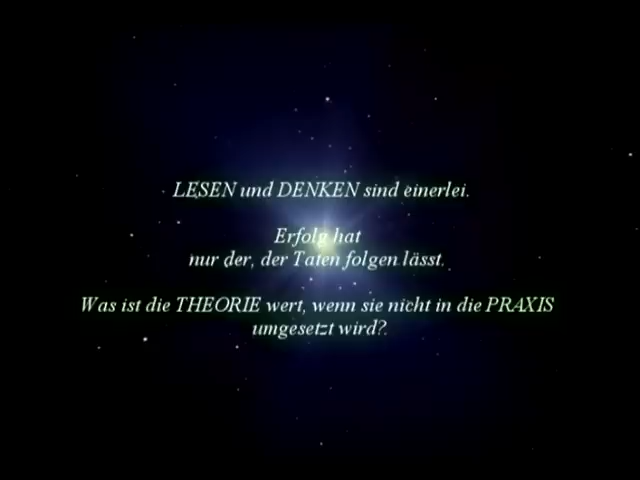 LESEN und DENKEN sind einerlei.
Erfolg hat
nur der, der Taten folgen lässt.
Was ist die THEORIE wert, wenn sie nicht in die PRAXIS
umgesetzt wird?